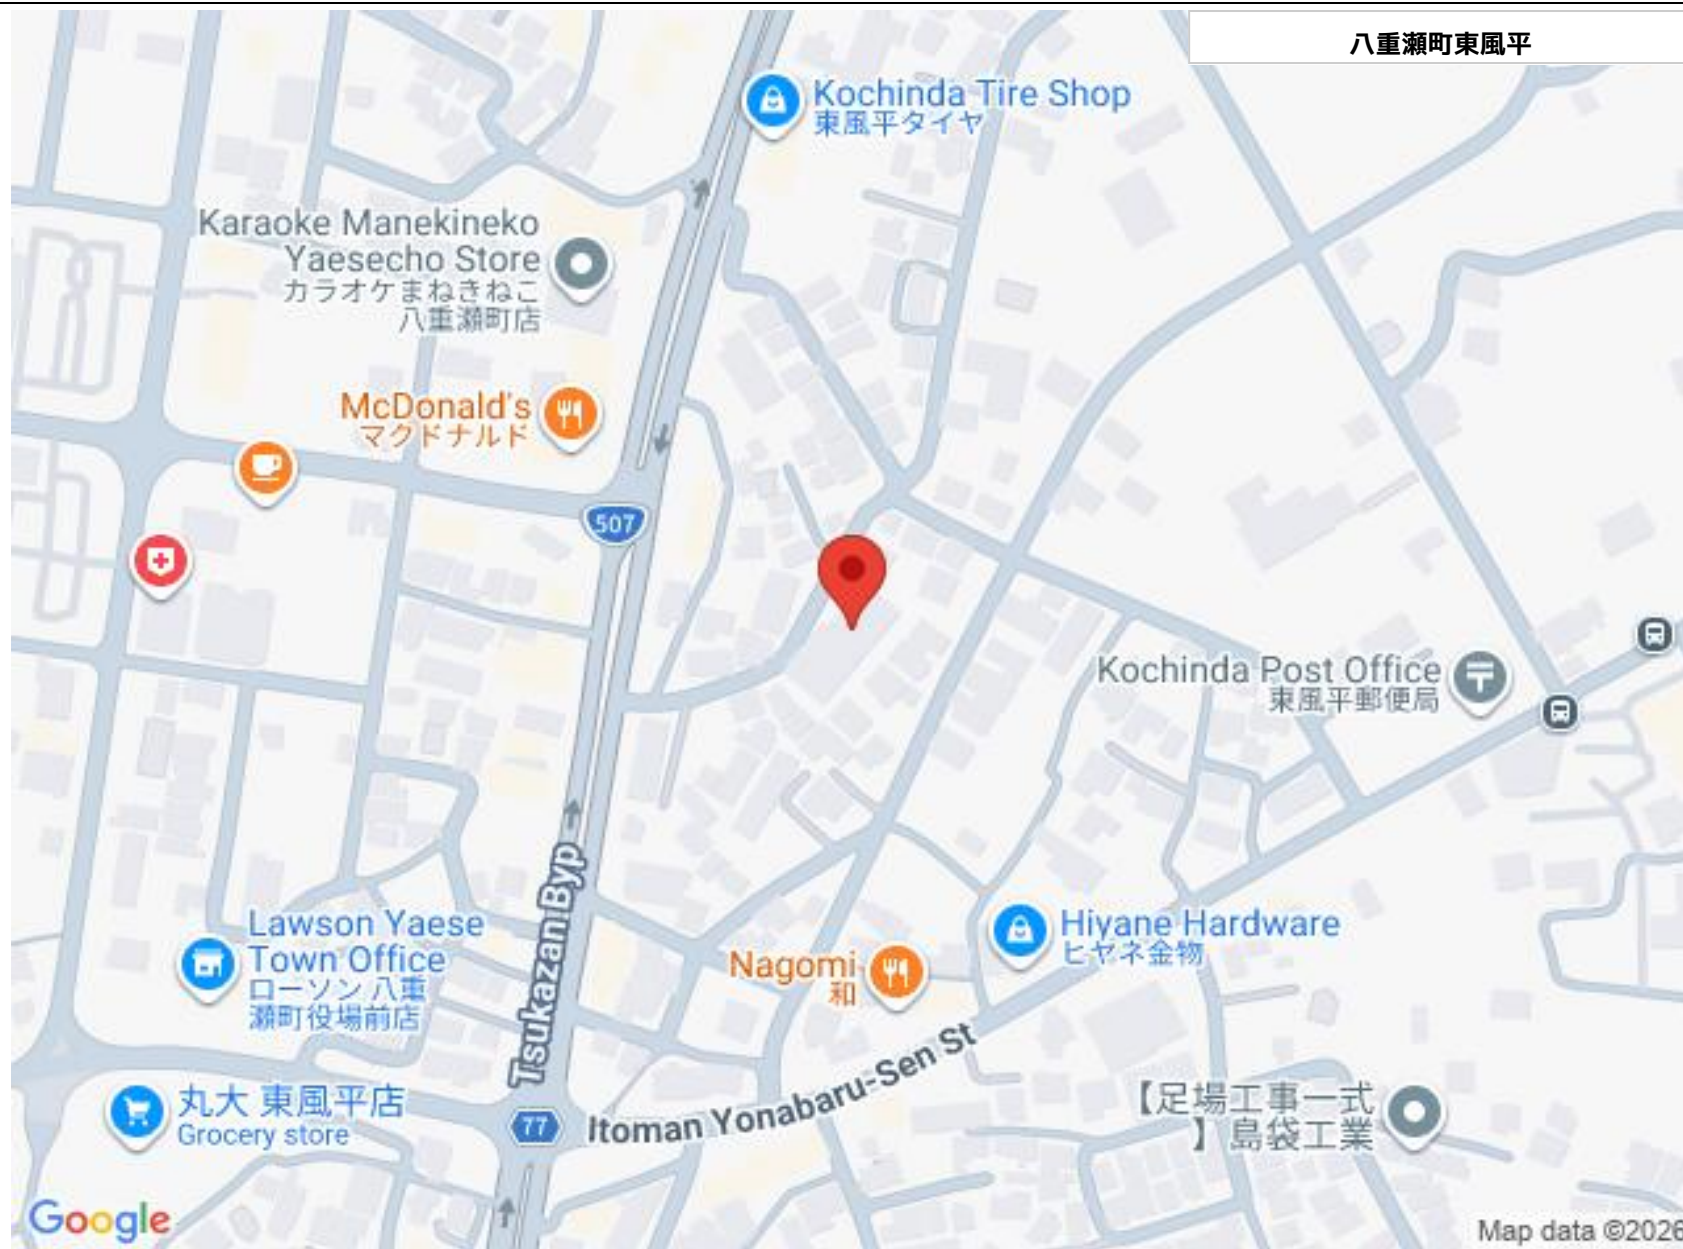 八重瀬町東風平
Kochinda Tire Shop
東風平タイヤ
Karaoke Manekineko
Yaesecho Store
カラオケまねきねこ
八重瀬町店
McDonald's
マクドナルド
507
Kochinda Post Office
東風平郵便局
Tsukazan Byp
Lawson Yaese
Town Office
ローソン 八重
瀬町役場前店
Hiyane Hardware
ヒヤネ金物
Nagomi
和
Itoman Yonabaru-Sen St
77
丸大 東風平店
Grocery store
【足場工事一式
】島袋工業
Google
Map data ©2026